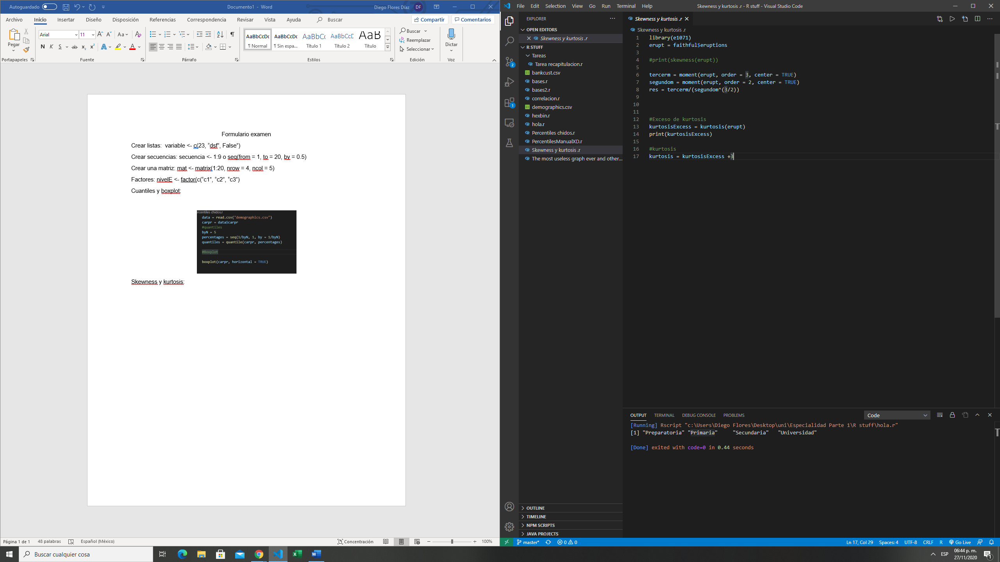 Autoguardado
Documento1 - Word
Diego Flores Díaz
DF
Archivo
Inicio
Insertar
Diseño
Disposición
Referencias
Correspondencia
Revisar
Vista
Ayuda
Buscar
Compartir
Comentarios
Pegar
Portapapeles
Arial
11
Aa
N K S ab x₂ x²
A
A
Fuente
Párrafo
AaBbCcDc
¶ Normal
AaBbCcDc
¶ Sin espa...
AaBbCc
Título 1
AaBbCcD
Título 2
AaB
Título
Estilos
Buscar
Reemplazar
Seleccionar
Edición
Dictar
Voz
Formulario examen
Crear listas:  variable <- c(23, “dsf”, False”)
Crear secuencias: secuencia <- 1:9 o seq(from = 1, to = 20, by = 0.5)
Crear una matriz: mat <- matrix(1:20, nrow = 4, ncol = 5)
Factores: nivelE <- factor(c(“c1”, “c2”, “c3”)
Cuantiles y boxplot:
ercentiles chidos.r
data = read.csv("demographics.csv")
carpr = data$carpr
#quantiles
byN = 5
percentages = seq(1/byN, 1, by = 1/byN)
quantiles = quantile(carpr, percentages)
#Boxplot
boxplot(carpr, horizontal = TRUE)
Skewness y kurtosis:
Página 1 de 1
48 palabras
Español (México)
Concentración
100%
File
Edit
Selection
View
Go
Run
Terminal
Help
Skewness y kurtosis .r - R stuff - Visual Studio Code
EXPLORER
OPEN EDITORS
Skewness y kurtosis .r
R STUFF
Tareas
Tarea recapitulacion.r
bankcust.csv
bases.r
bases2.r
correlacion.r
demographics.csv
hexbin.r
hola.r
Percentiles chidos.r
PercentilesManualXD.r
Skewness y kurtosis .r
The most useless graph ever and other...
2
1
OUTLINE
TIMELINE
NPM SCRIPTS
JAVA PROJECTS
Skewness y kurtosis .r
Skewness y kurtosis .r
1 library(e1071)
2 erupt = faithful$eruptions
3
4 #print(skewness(erupt))
5
6 tercerm = moment(erupt, order = 3, center = TRUE)
7 segundom = moment(erupt, order = 2, center = TRUE)
8 res = tercerm/(segundom^(3/2))
9
10
11
12 #Exceso de kurtosis
13 kurtosisExcess = kurtosis(erupt)
14 print(kurtosisExcess)
15
16 #kurtosis
17 kurtosis = kurtosisExcess +3
OUTPUT
TERMINAL
DEBUG CONSOLE
PROBLEMS
Code
[Running] Rscript "c:\Users\Diego Flores\Desktop\uni\Especialidad Parte 1\R stuff\hola.r"
[1] "Preparatoria" "Primaria"     "Secundaria"   "Universidad"
[Done] exited with code=0 in 0.44 seconds
master*
0
0
Ln 17, Col 29
Spaces: 4
UTF-8
CRLF
R
Go Live
Buscar cualquier cosa
ESP
06:44 p. m.
27/11/2020
1